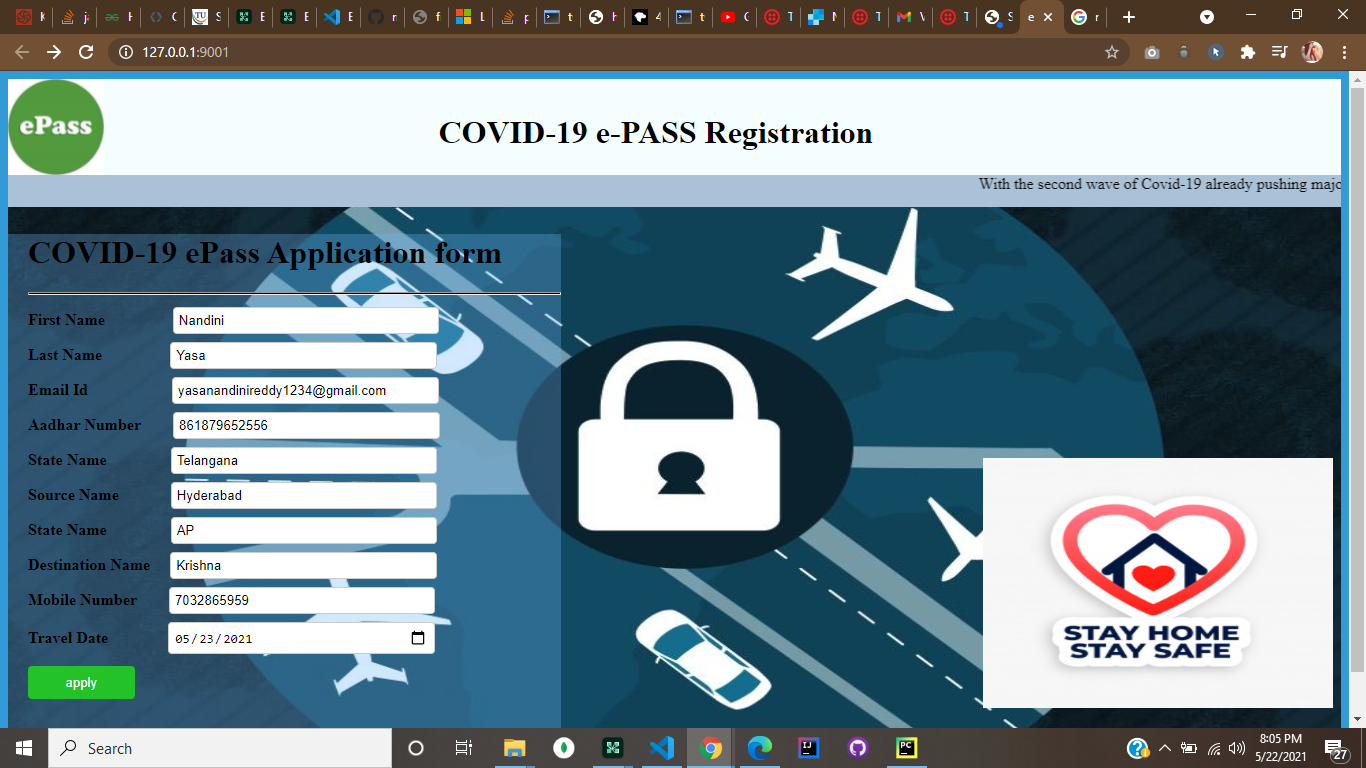 127.0.0.1:9001
ePass
COVID-19 e-PASS Registration
With the second wave of Covid-19 already pushing
COVID-19 ePass Application form
First Name Nandini
Last Name Yasa
Email Id yasanandinireddy1234@gmail.com
Aadhar Number 861879652556
State Name Telangana
Source Name Hyderabad
State Name AP
Destination Name Krishna
Mobile Number 7032865959
Travel Date 05/23/2021
apply
STAY HOME
STAY SAFE
Search
8:05 PM
5/22/2021
27